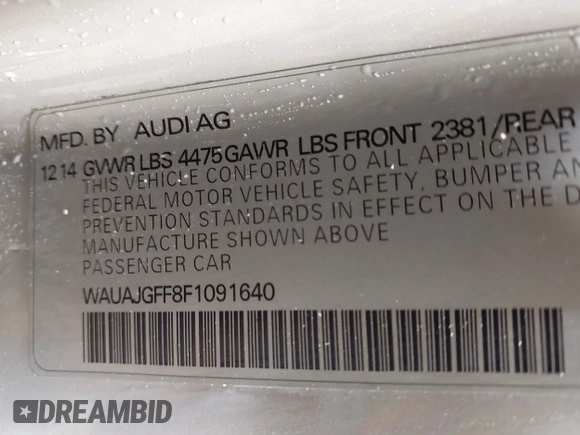 MFD. BY AUDI AG
12 14 GVWR LBS 4475 GAWR LBS FRONT 2381/REAR
THIS VEHICLE CONFORMS TO ALL APPLICABLE
FEDERAL MOTOR VEHICLE SAFETY, BUMPER AN
PREVENTION STANDARDS IN EFFECT ON THE D
MANUFACTURE SHOWN ABOVE
PASSENGER CAR
WAUAJGFF8F1091640
DREAMBID